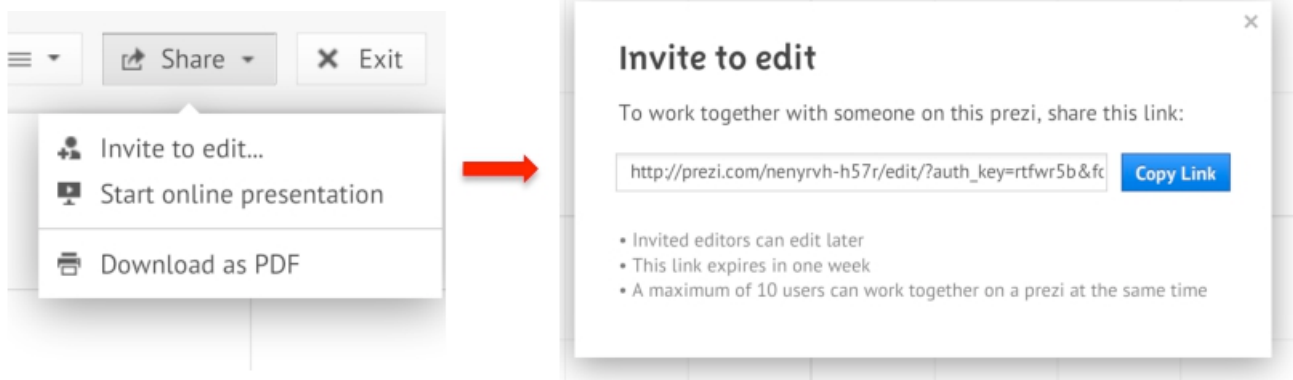 Share
Exit
Invite to edit...
Start online presentation
Download as PDF
Invite to edit
To work together with someone on this prezi, share this link:
http://prezi.com/nenyrvh-h57r/edit/?auth_key=rtfwr5b&fc
Copy Link
• Invited editors can edit later
• This link expires in one week
• A maximum of 10 users can work together on a prezi at the same time